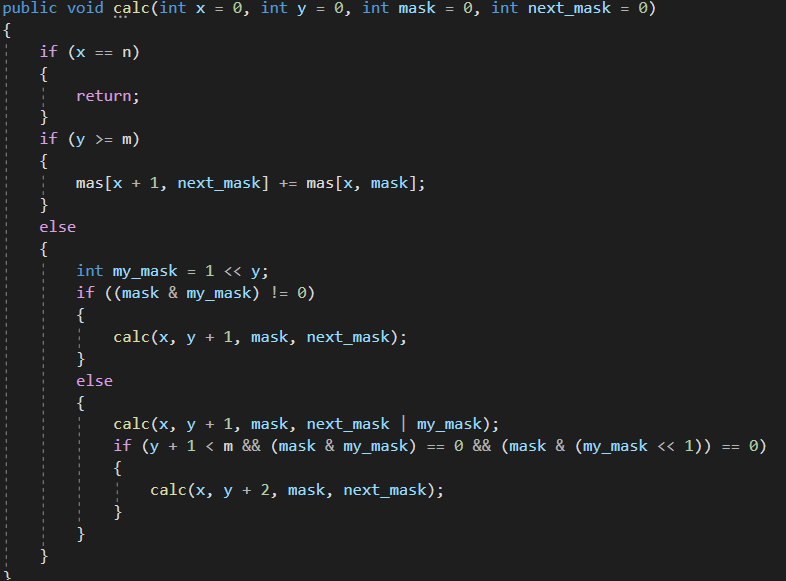 public void calc(int x = 0, int y = 0, int mask = 0, int next_mask = 0)
{
    if (x == n)
    {
        return;
    }
    if (y >= m)
    {
        mas[x + 1, next_mask] += mas[x, mask];
    }
    else
    {
        int my_mask = 1 << y;
        if ((mask & my_mask) != 0)
        {
            calc(x, y + 1, mask, next_mask);
        }
        else
        {
            calc(x, y + 1, mask, next_mask | my_mask);
            if (y + 1 < m && (mask & my_mask) == 0 && (mask & (my_mask << 1)) == 0)
            {
                calc(x, y + 2, mask, next_mask);
            }
        }
    }
}